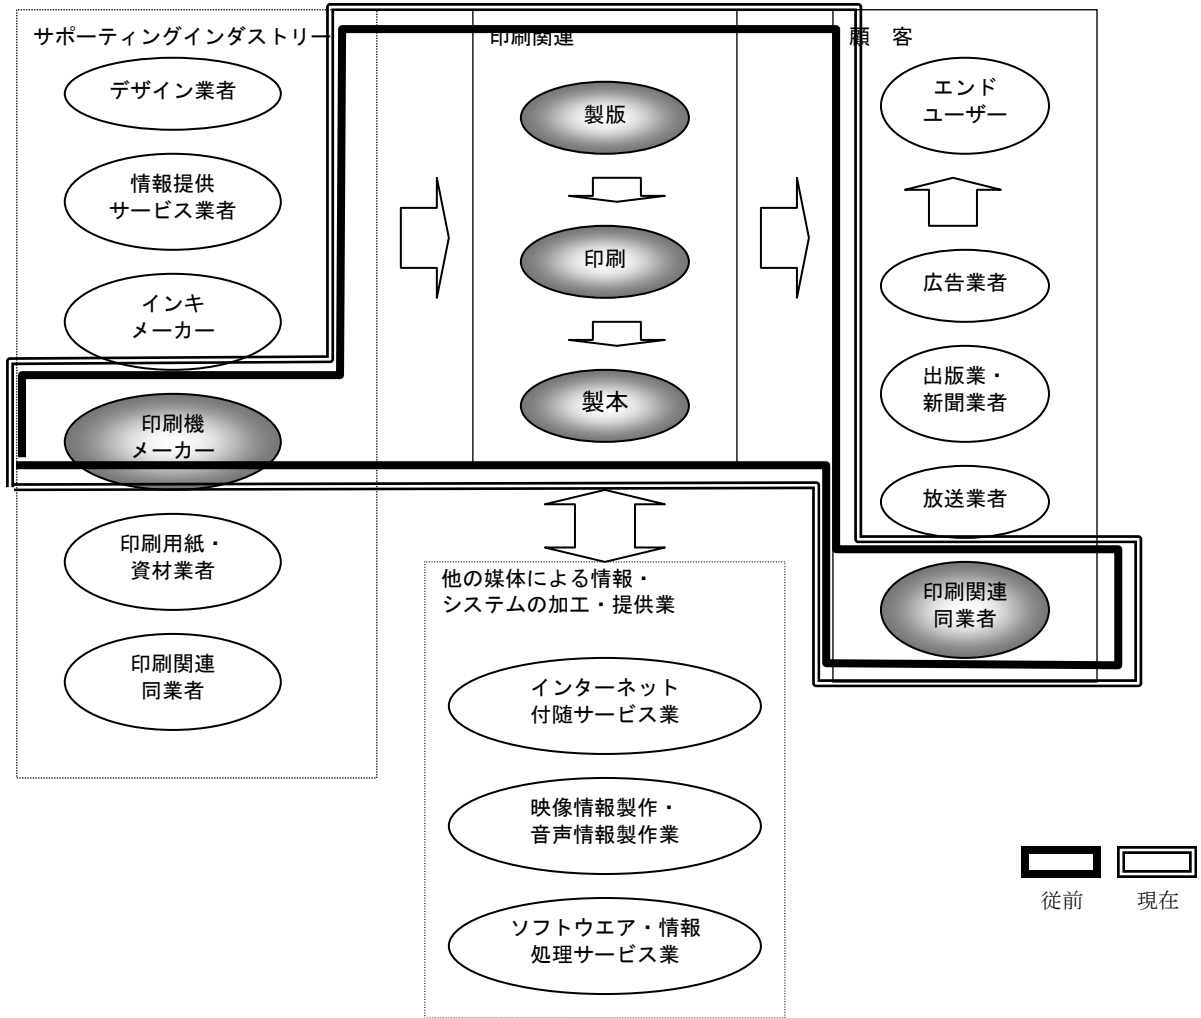 サポーティングインダストリー
デザイン業者
情報提供
サービス業者
インキ
メーカー
印刷機
メーカー
印刷用紙・
資材業者
印刷関連
同業者
印刷関連
製版
印刷
製本
顧　客
エンド
ユーザー
広告業者
出版業・
新聞業者
放送業者
印刷関連
同業者
他の媒体による情報・
システムの加工・提供業
インターネット
付随サービス業
映像情報製作・
音声情報製作業
ソフトウエア・情報
処理サービス業
従前
現在